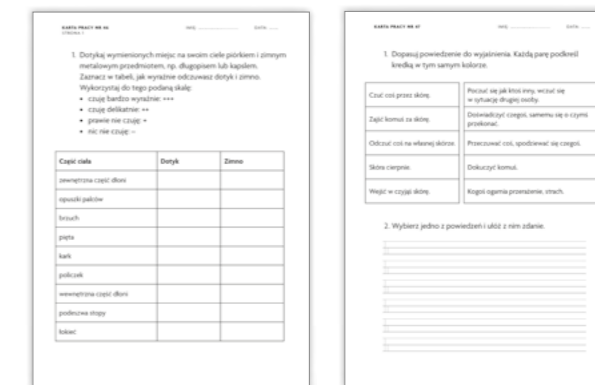 KARTA PRACY NR 46
STRONA 1
IMIĘ
DATA
1. Dotykaj wymienionych miejsc na swoim ciele piórkiem i zimnym
metalowym przedmiotem, np. długopisem lub kapslem.
Zaznacz w tabeli, jak wyraźnie odczuwasz dotyk i zimno.
Wykorzystaj do tego podaną skalę:
• czuję bardzo wyraźnie: +++
• czuję delikatnie: ++
• prawie nie czuję: +
• nic nie czuję: –
Część ciała Dotyk Zimno
zewnętrzna część dłoni
opuszki palców
brzuch
pięta
kark
policzek
wewnętrzna część dłoni
podeszwa stopy
łokieć
KARTA PRACY NR 47
IMIĘ
DATA
1. Dopasuj powiedzenie do wyjaśnienia. Każdą parę podkreśl
kredką w tym samym kolorze.
Czuć coś przez skórę. Poczuć się jak ktoś inny, wczuć się
w sytuację drugiej osoby.
Zajść komuś za skórę. Doświadczyć czegoś, samemu się o czymś
przekonać.
Odczuć coś na własnej skórze. Przeczuwać coś, spodziewać się czegoś.
Skóra cierpnie. Dokuczyć komuś.
Wejść w czyjąś skórę. Kogoś ogarnia przerażenie, strach.
2. Wybierz jedno z powiedzeń i ułóż z nim zdanie.